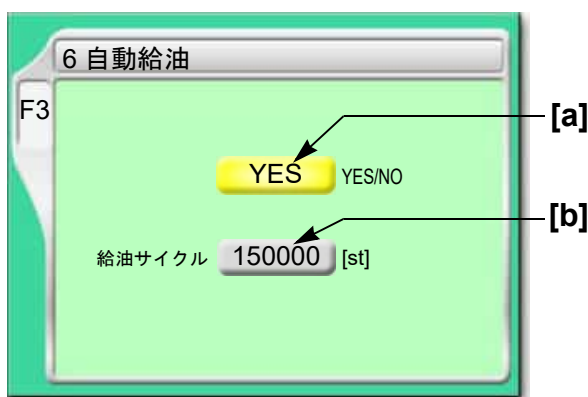 6 自動給油
F3
[a]
YES YES/NO
[b]
給油サイクル 150000 [st]